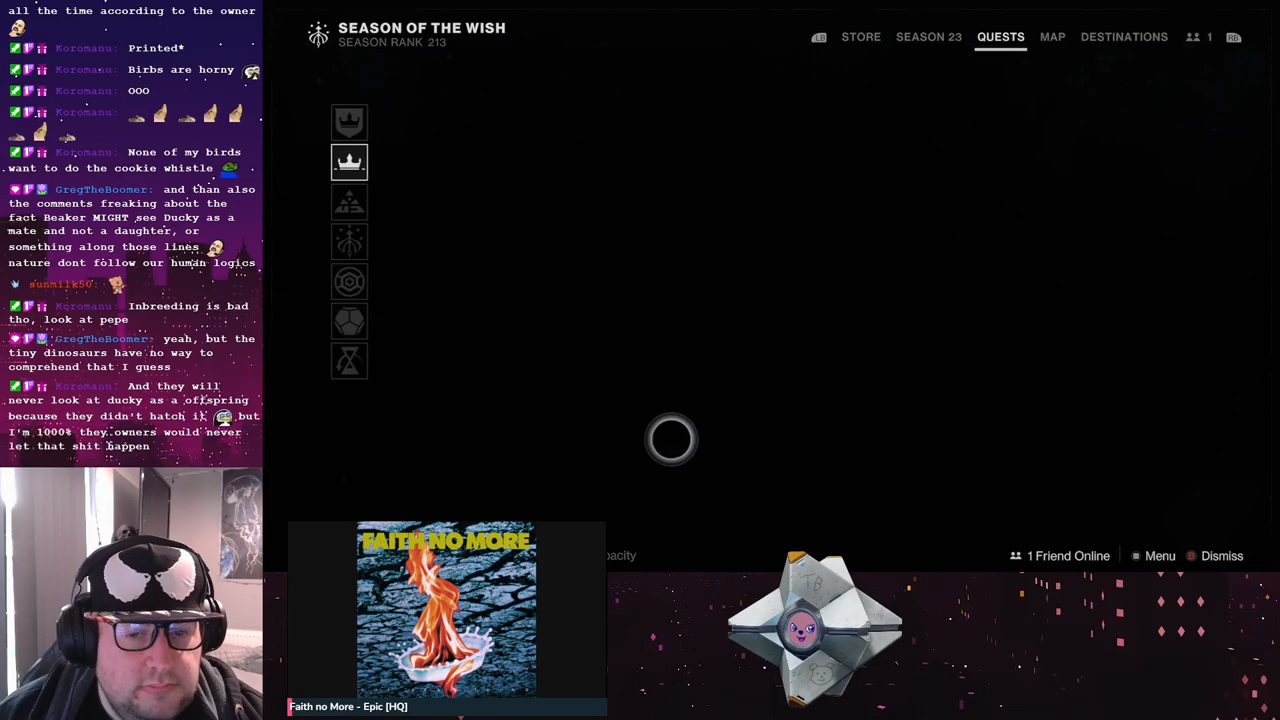 all the time according to the owner
Koromanu: Printed*
Koromanu: Birbs are horny
Koromanu: OOO
Koromanu:
Koromanu: None of my birds
want to do the cookie whistle
GregTheBoomer: and than also
the comments freaking about the
fact Beaker MIGHT see Ducky as a
mate and not a daughter, or
something along those lines
nature dont follow our human logics
sunmilk50:
Koromanu: Inbreeding is bad
tho, look at pepe
GregTheBoomer: yeah, but the
tiny dinosaurs have no way to
comprehend that I guess
Koromanu: And they will
never look at ducky as a offspring
because they didn't hatch it but
I'm 1000% they owners would never
let that shit happen
SEASON OF THE WISH
SEASON RANK 213
LB STORE SEASON 23 QUESTS MAP DESTINATIONS 1 RB
pacity
1 Friend Online Menu B Dismiss
FAITH NO MORE
Faith no More - Epic [HQ]
TB